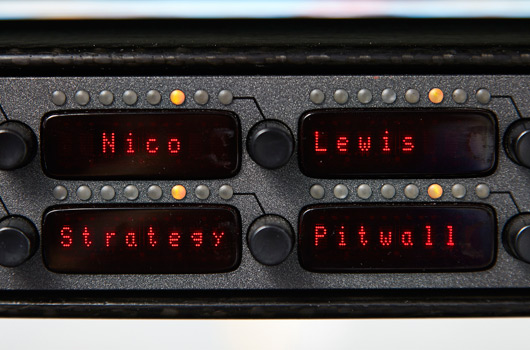 Nico
Lewis
Strategy
Pitwall